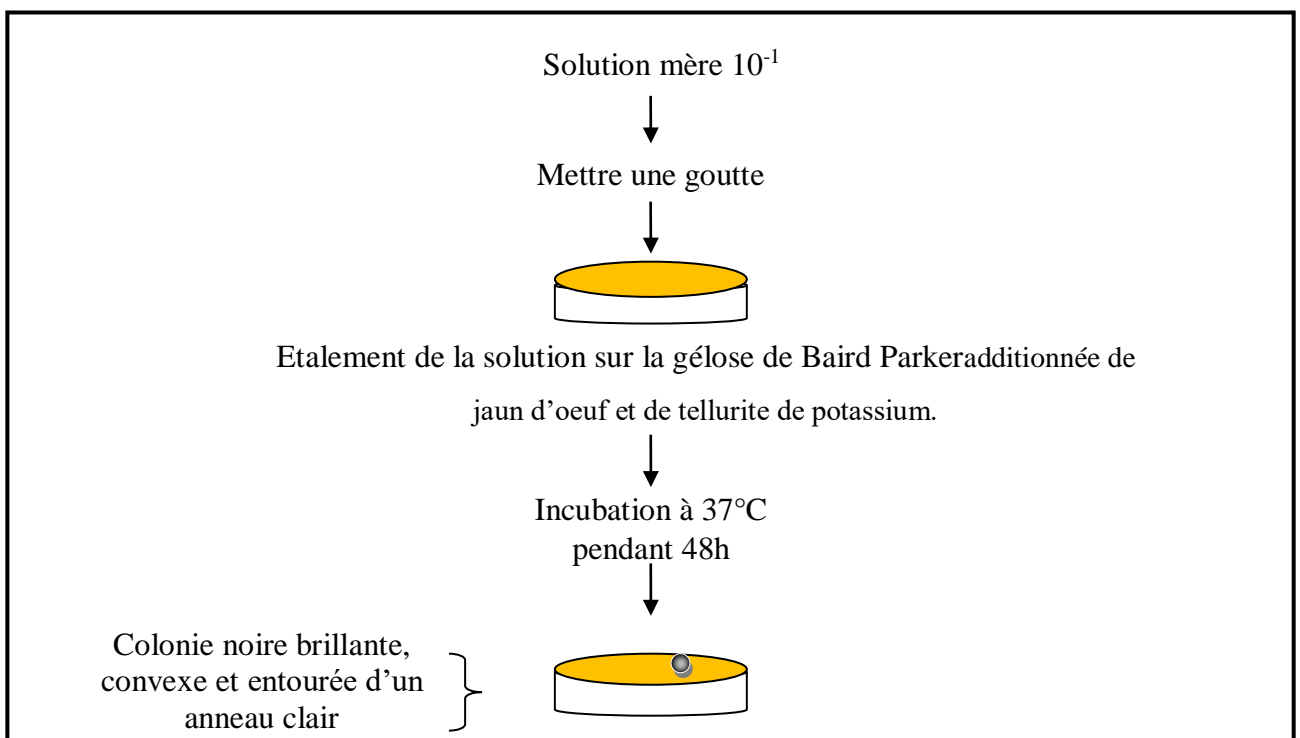 Solution mère 10⁻¹
Mettre une goutte
Etalement de la solution sur la gélose de Baird Parkeradditionnée de
jaun d’oeuf et de tellurite de potassium.
Incubation à 37°C
pendant 48h
Colonie noire brillante,
convexe et entourée d’un
anneau clair